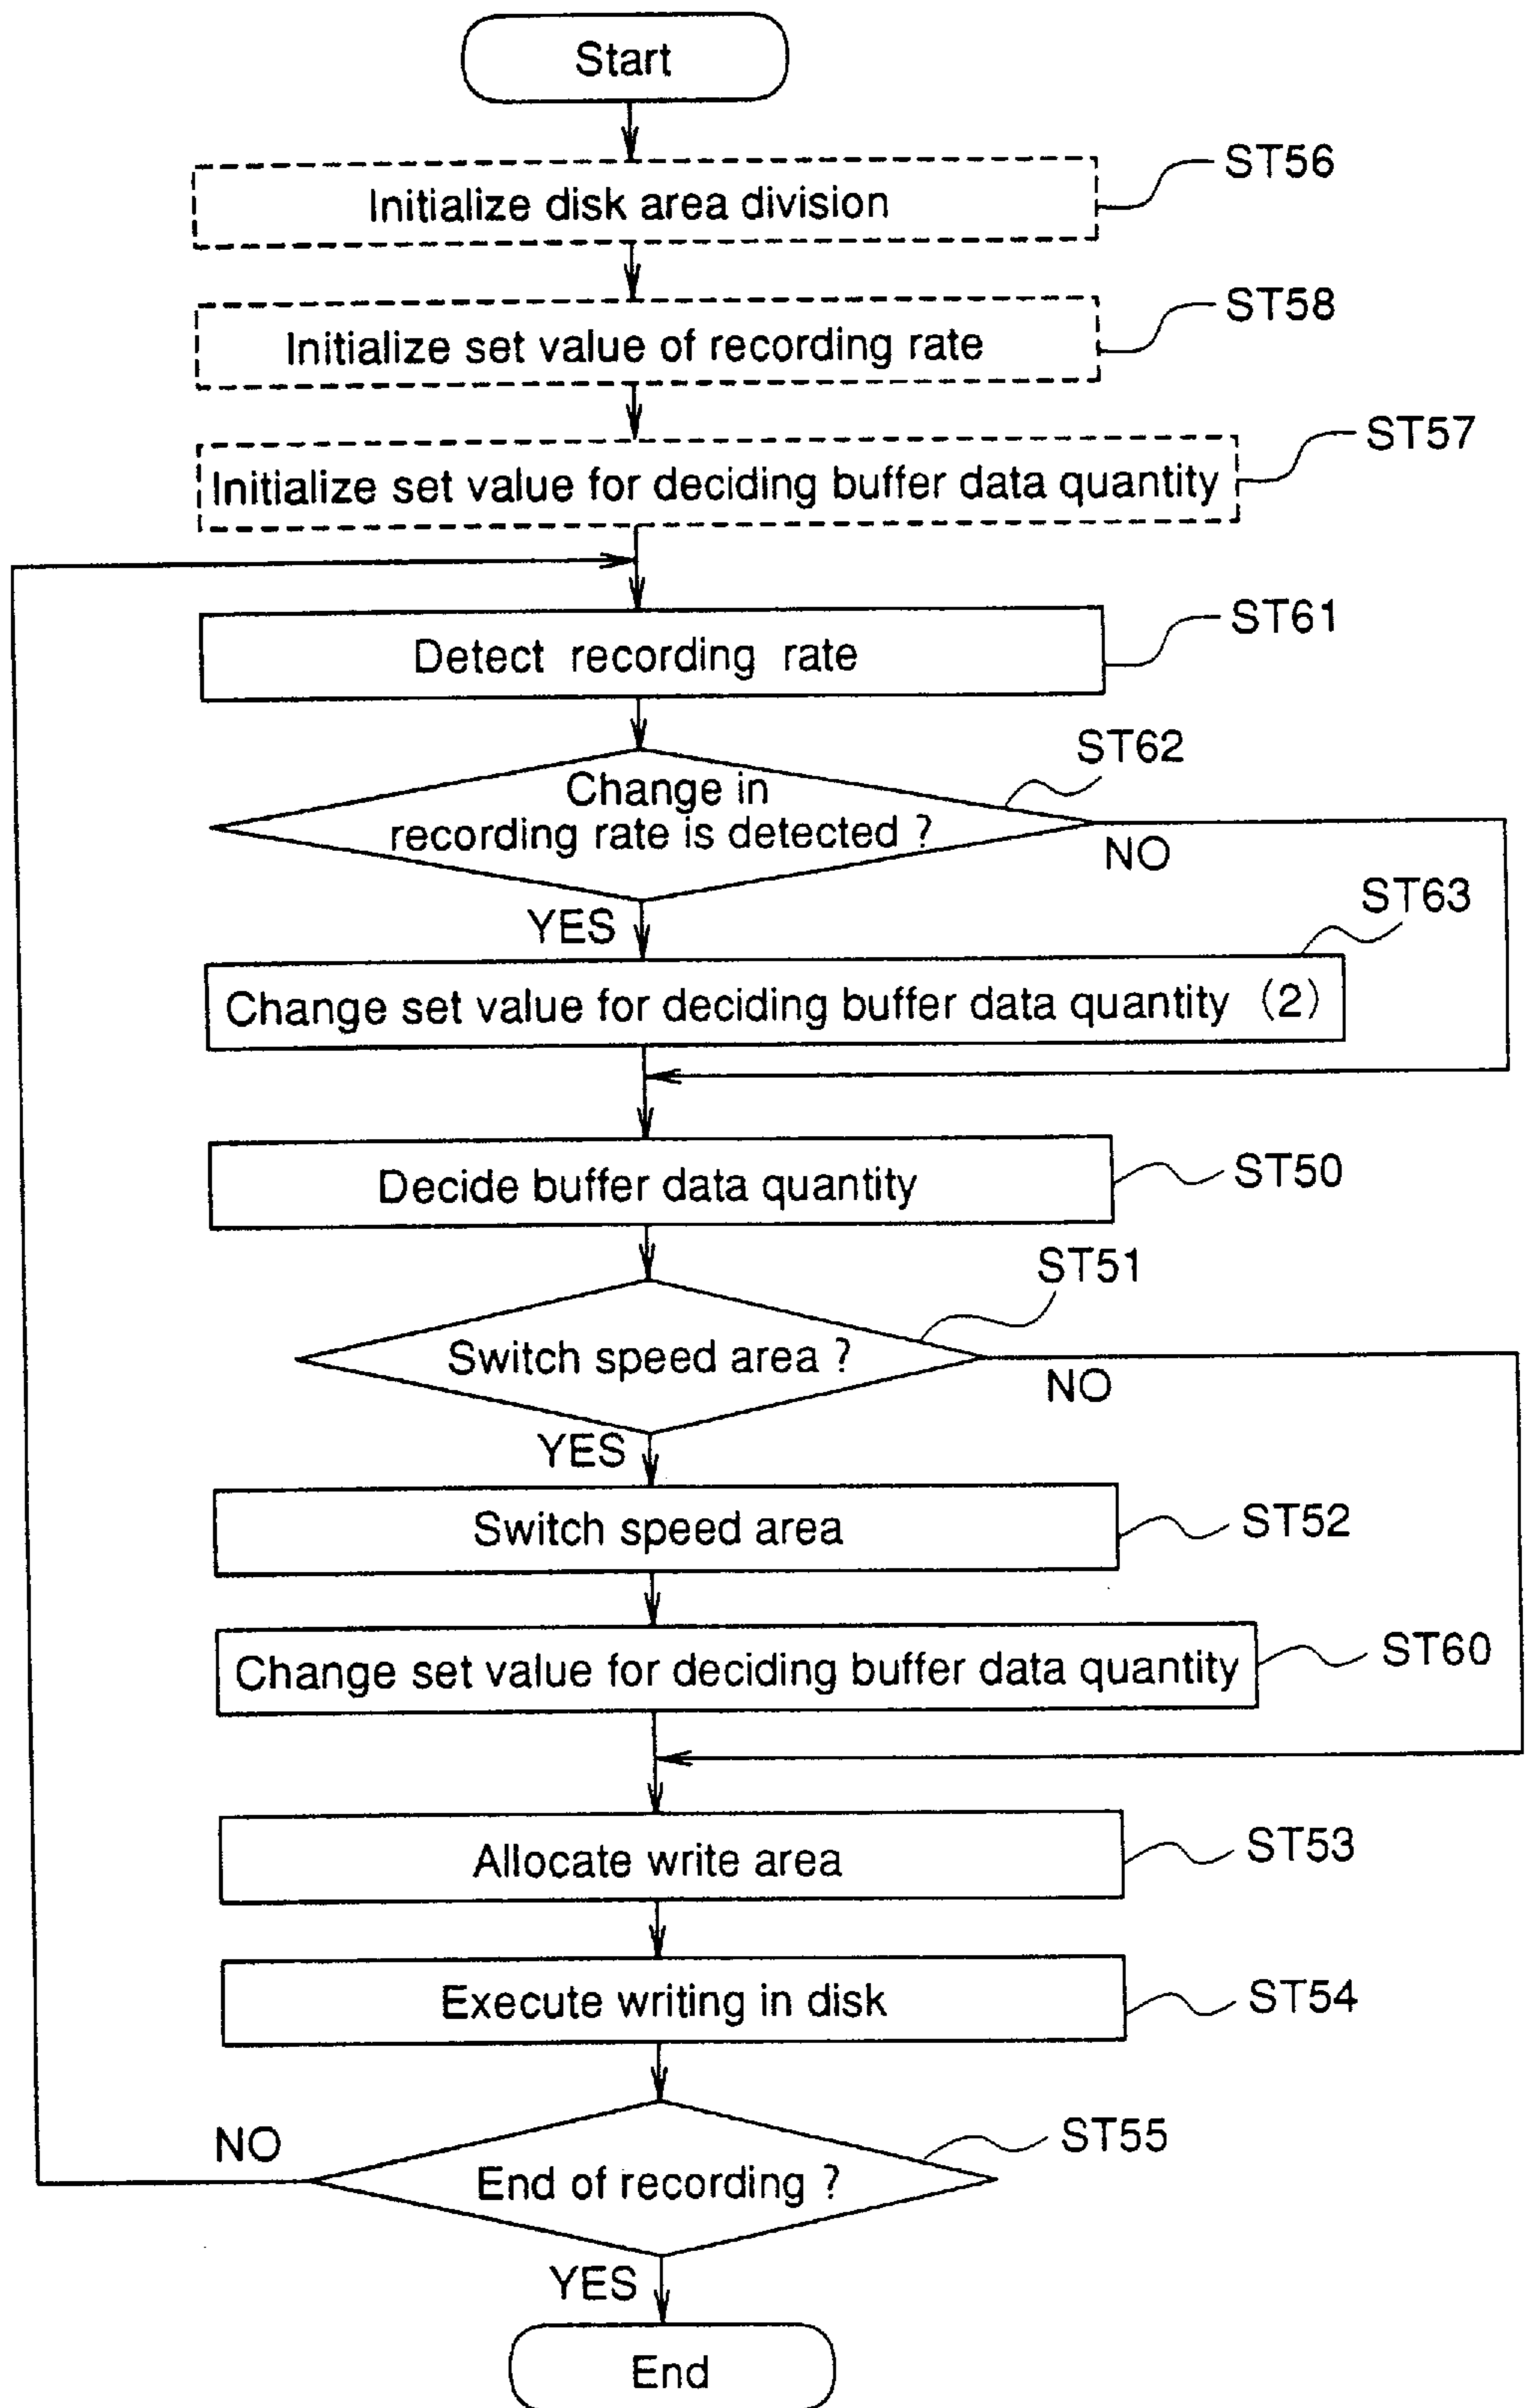 Start
Initialize disk area division
ST56
Initialize set value of recording rate
ST58
Initialize set value for deciding buffer data quantity
ST57
Detect recording rate
ST61
Change in
recording rate is detected ?
ST62
NO
YES
ST63
Change set value for deciding buffer data quantity (2)
Decide buffer data quantity
ST50
Switch speed area ?
ST51
NO
YES
Switch speed area
ST52
Change set value for deciding buffer data quantity
ST60
Allocate write area
ST53
Execute writing in disk
ST54
NO
End of recording ?
ST55
YES
End